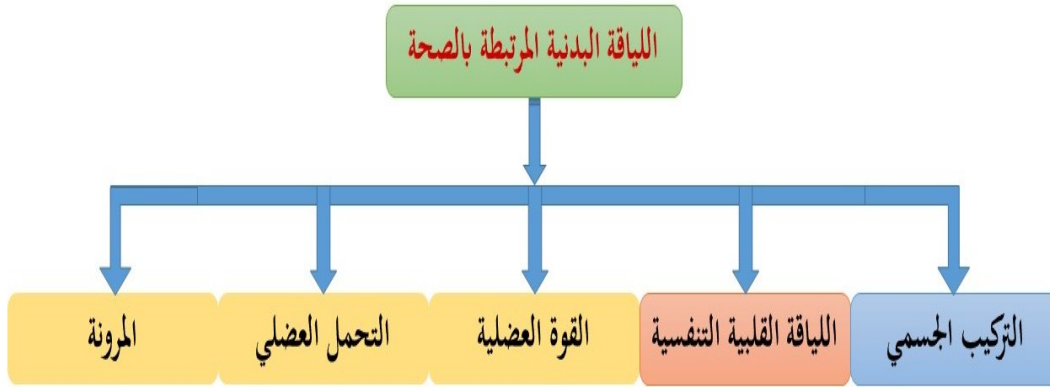 اللياقة البدنية المرتبطة بالصحة
التركيب الجسمي
اللياقة القلبية التنفسية
القوة العضلية
التحمل العضلي
المرونة